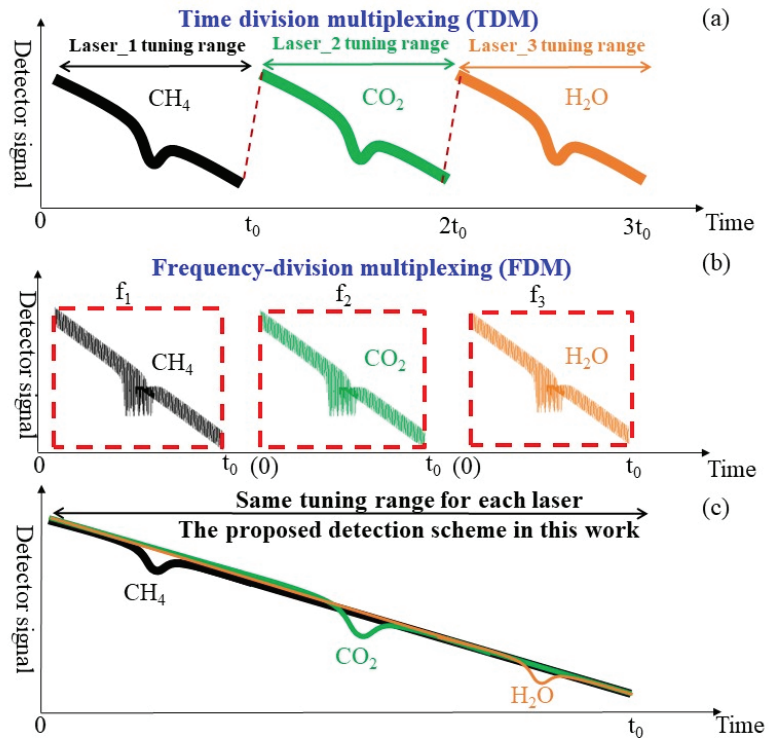 Time division multiplexing (TDM)
(a)
Laser_1 tuning range
Laser_2 tuning range
Laser_3 tuning range
CH4
CO2
H2O
Detector signal
0
t0
2t0
3t0
Time
(b)
Frequency-division multiplexing (FDM)
f1
f2
f3
CH4
CO2
H2O
Detector signal
0
t0
(0)
t0
(0)
t0
Time
Same tuning range for each laser
(c)
The proposed detection scheme in this work
CH4
CO2
H2O
Detector signal
0
t0
Time